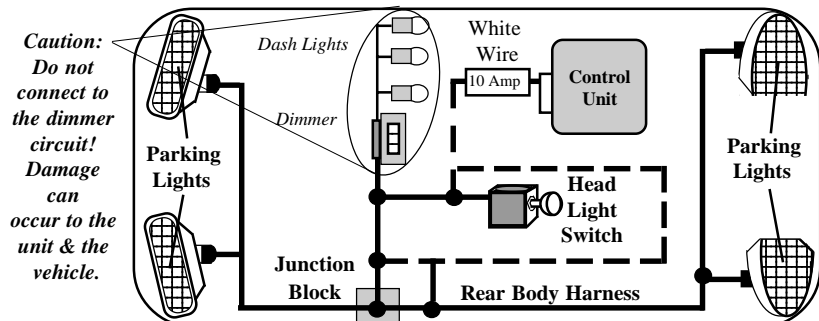 Caution:
Do not
connect to
the dimmer
circuit!
Damage
can
occur to the
unit & the
vehicle.
Parking
Lights
Dash Lights
Dimmer
White
Wire
10 Amp
Control
Unit
Head
Light
Switch
Parking
Lights
Junction
Block
Rear Body Harness